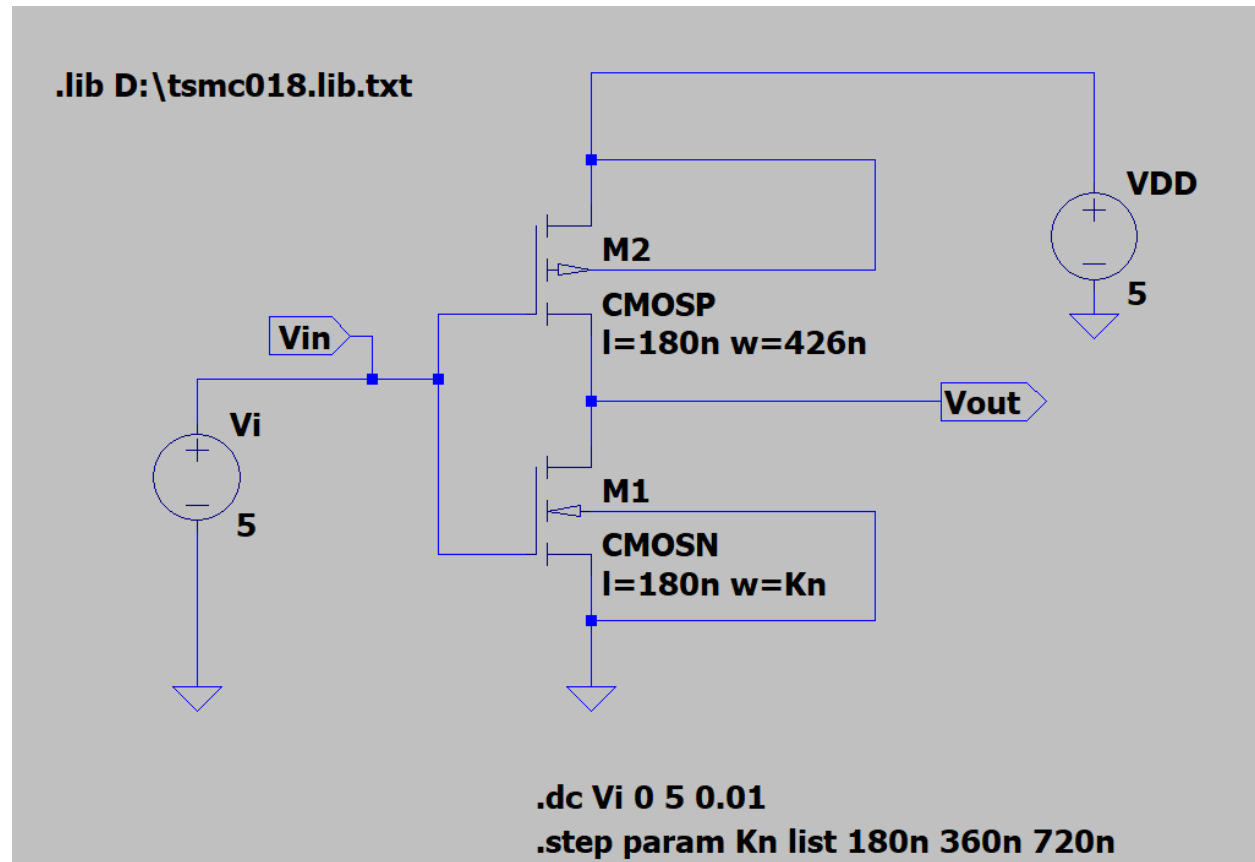 .lib D:\tsmc018.lib.txt
VDD
5
M2
CMOSP
l=180n w=426n
Vin
Vout
Vi
5
M1
CMOSN
l=180n w=Kn
.dc Vi 0 5 0.01
.step param Kn list 180n 360n 720n